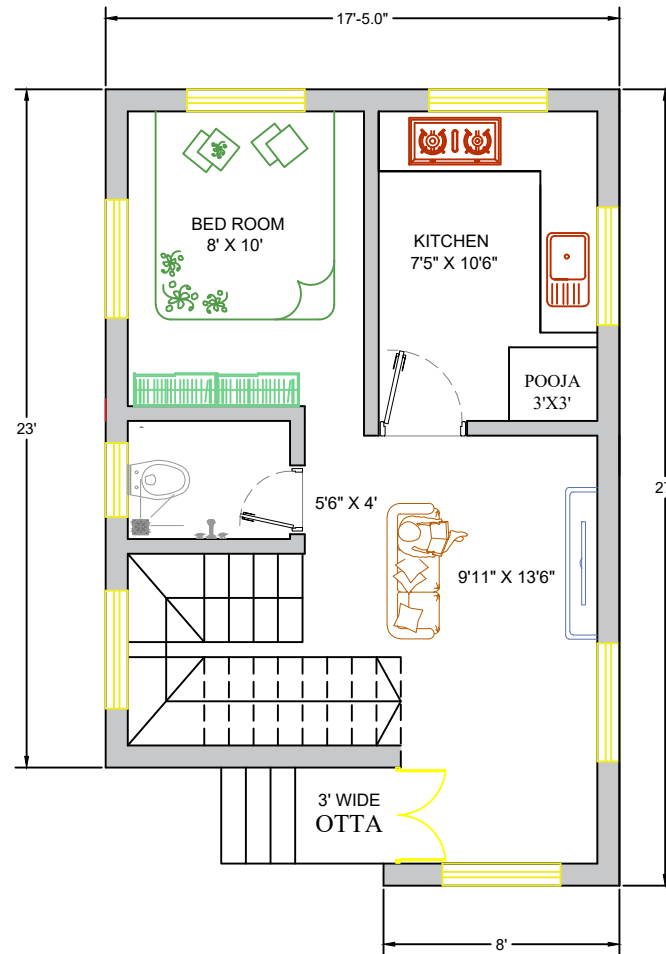 17'-5.0"
BED ROOM
8' X 10'
KITCHEN
7'5" X 10'6"
POOJA
3'X3'
23'
27
5'6" X 4'
9'11" X 13'6"
3' WIDE
OTTA
8'